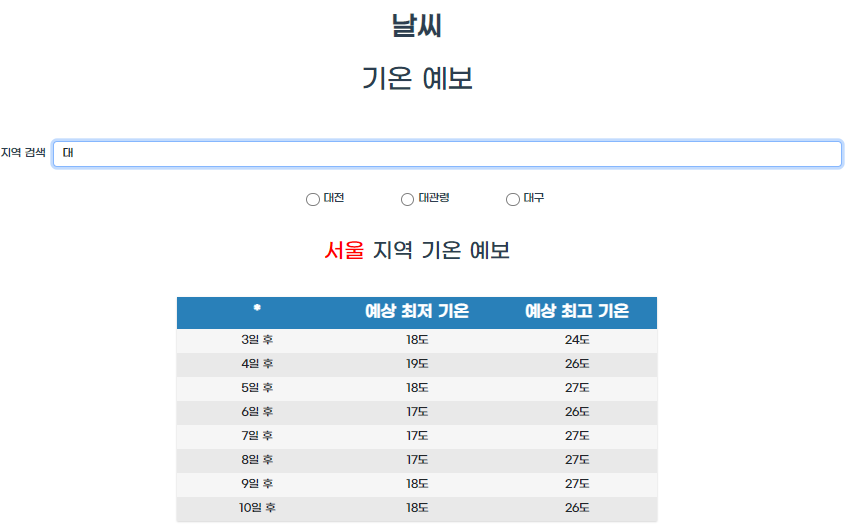 날씨
기온 예보
지역 검색 대
대전 대관령 대구
서울 지역 기온 예보
* 예상 최저 기온 예상 최고 기온
3일 후 18도 24도
4일 후 19도 26도
5일 후 18도 27도
6일 후 17도 26도
7일 후 17도 27도
8일 후 17도 27도
9일 후 18도 27도
10일 후 18도 26도